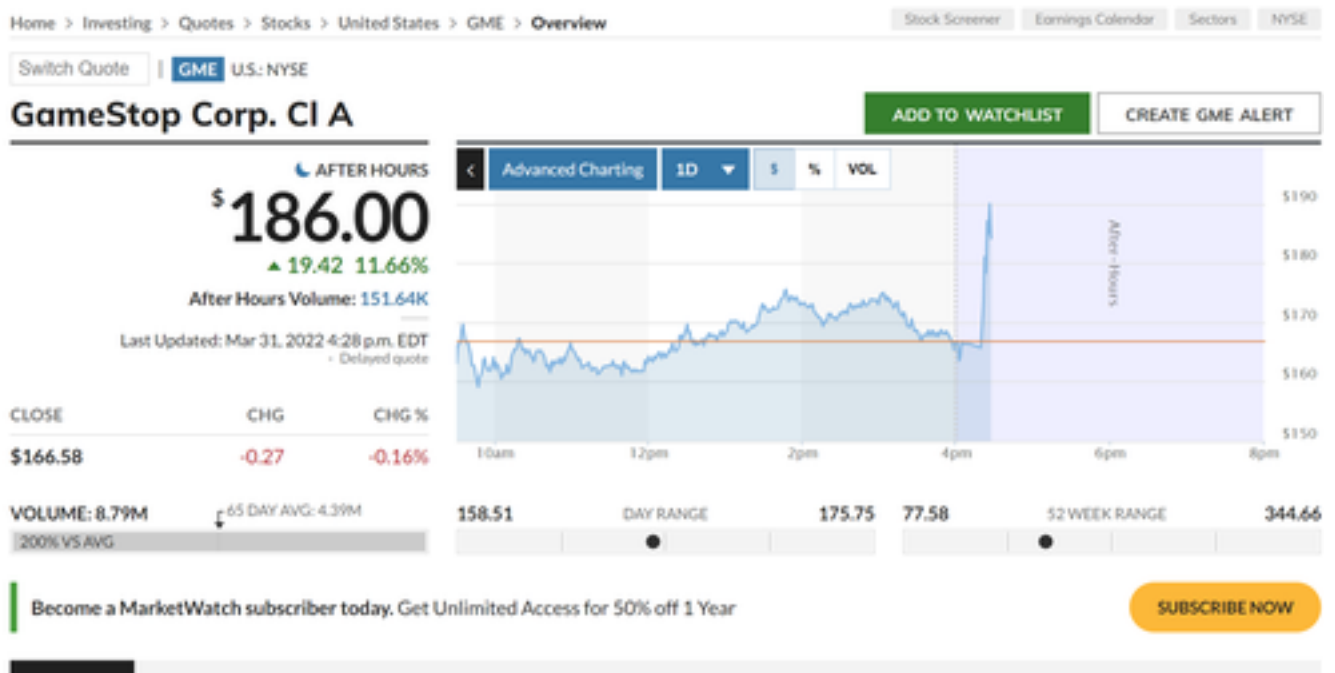 Home > Investing > Quotes > Stocks > United States > GME > Overview
Stock Screener Earnings Calendar Sectors NYSE
Switch Quote | GME U.S.: NYSE
GameStop Corp. Cl A
ADD TO WATCHLIST CREATE GME ALERT
AFTER HOURS
$186.00
19.42 11.66%
After Hours Volume: 151.64K
Last Updated: Mar 31, 2022 4:28 p.m. EDT
Delayed quote
CLOSE CHG CHG %
$166.58 -0.27 -0.16%
VOLUME: 8.79M 65 DAY AVG: 4.39M
200% VS AVG
< Advanced Charting 1D ▼ $ % VOL
After-Hours
$190
$180
$170
$160
$150
10am 12pm 2pm 4pm 6pm 8pm
158.51 DAY RANGE 175.75
77.58 52 WEEK RANGE 344.66
Become a MarketWatch subscriber today. Get Unlimited Access for 50% off 1 Year
SUBSCRIBE NOW